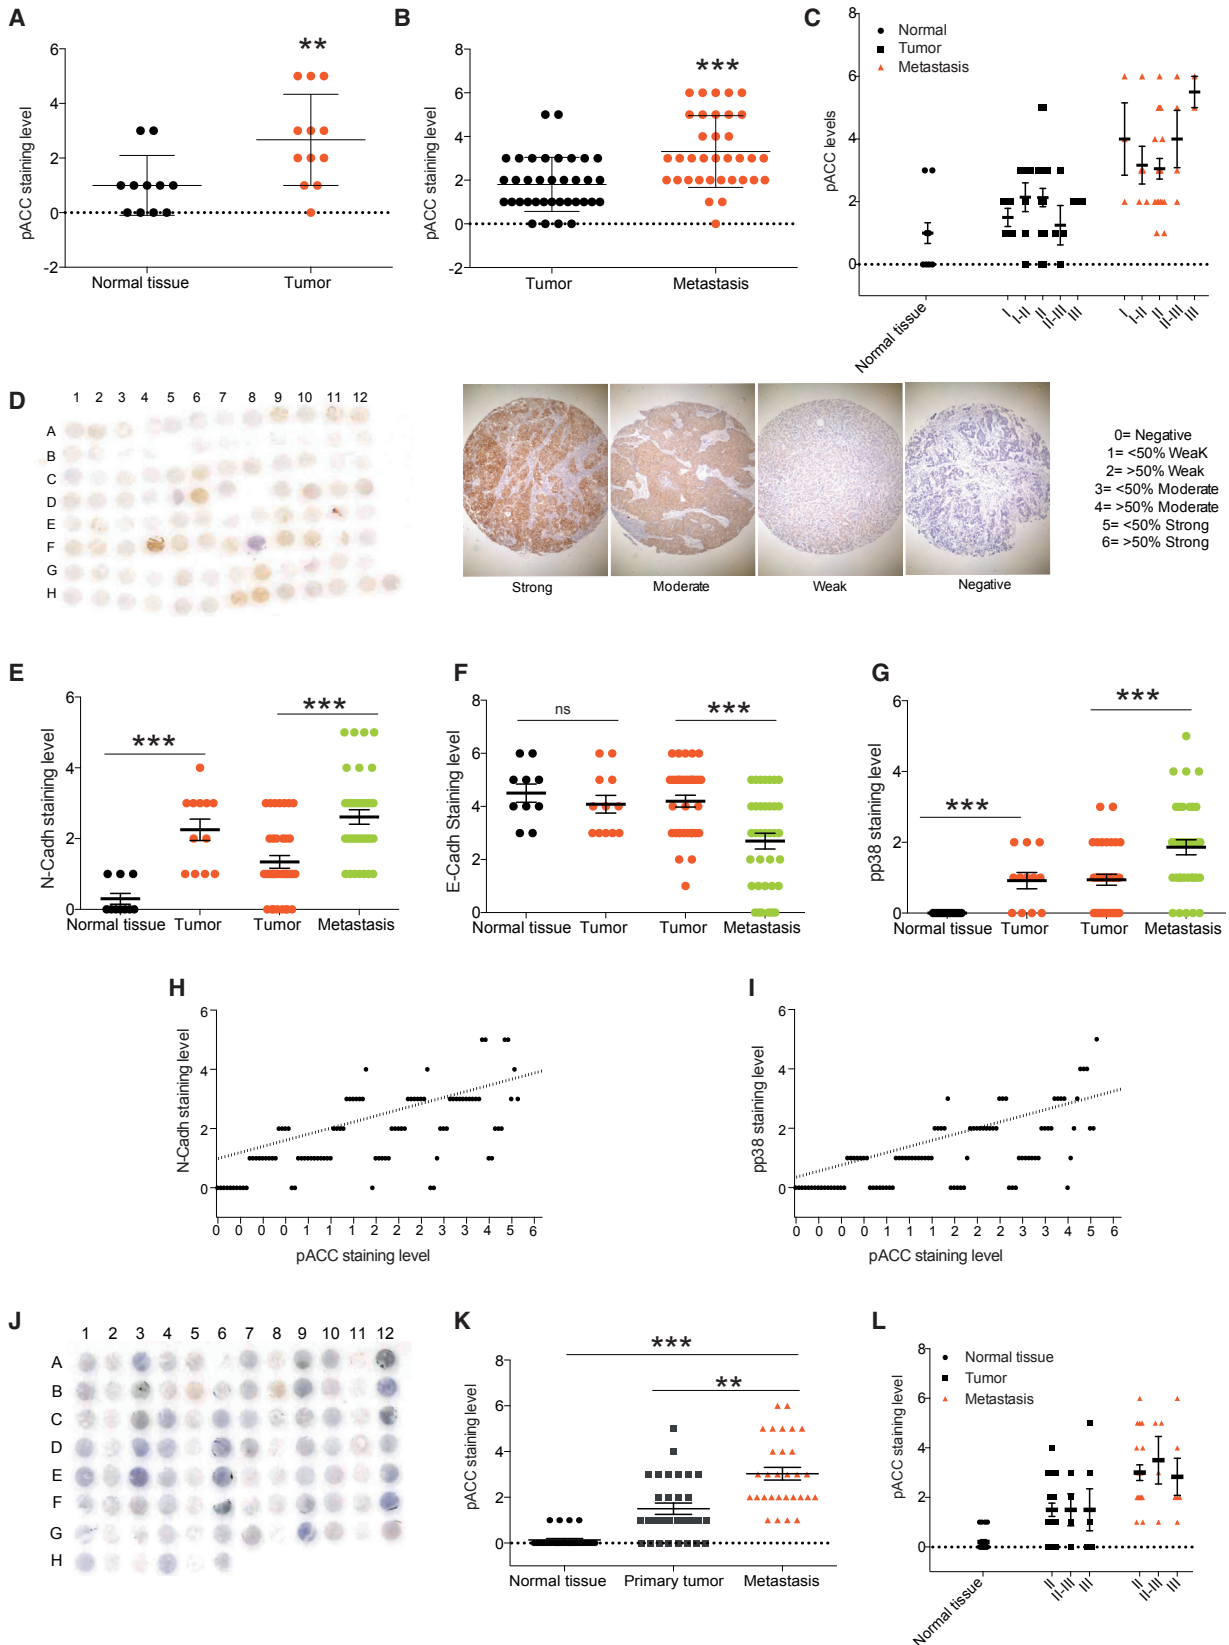 A
pACC staining level
6
4
2
0
-2
**
Normal tissue
Tumor
B
pACC staining level
8
6
4
2
0
-2
***
Tumor
Metastasis
C
pACC levels
8
6
4
2
0
Normal
Tumor
Metastasis
Normal tissue
I
I-II
II
II-III
III
I
I-II
II
II-III
III
D
1 2 3 4 5 6 7 8 9 10 11 12
A
B
C
D
E
F
G
H
Strong
Moderate
Weak
Negative
0= Negative
1= <50% WeaK
2= >50% Weak
3= <50% Moderate
4= >50% Moderate
5= <50% Strong
6= >50% Strong
E
N-Cadh staining level
6
4
2
0
***
***
Normal tissue
Tumor
Tumor
Metastasis
F
E-Cadh Staining level
8
6
4
2
0
ns
***
Normal tissue
Tumor
Tumor
Metastasis
G
pp38 staining level
6
4
2
0
***
***
Normal tissue
Tumor
Tumor
Metastasis
H
N-Cadh staining level
6
4
2
0
0 0 0 0 1 1 1 2 2 2 3 3 4 5 6
pACC staining level
I
pp38 staining level
6
4
2
0
0 0 0 0 1 1 1 2 2 2 3 3 4 5 6
pACC staining level
J
1 2 3 4 5 6 7 8 9 10 11 12
A
B
C
D
E
F
G
H
K
pACC staining level
8
6
4
2
0
***
**
Normal tissue
Primary tumor
Metastasis
L
pACC staining level
8
6
4
2
0
Normal tissue
Tumor
Metastasis
Normal tissue
II
II-III
III
II
II-III
III